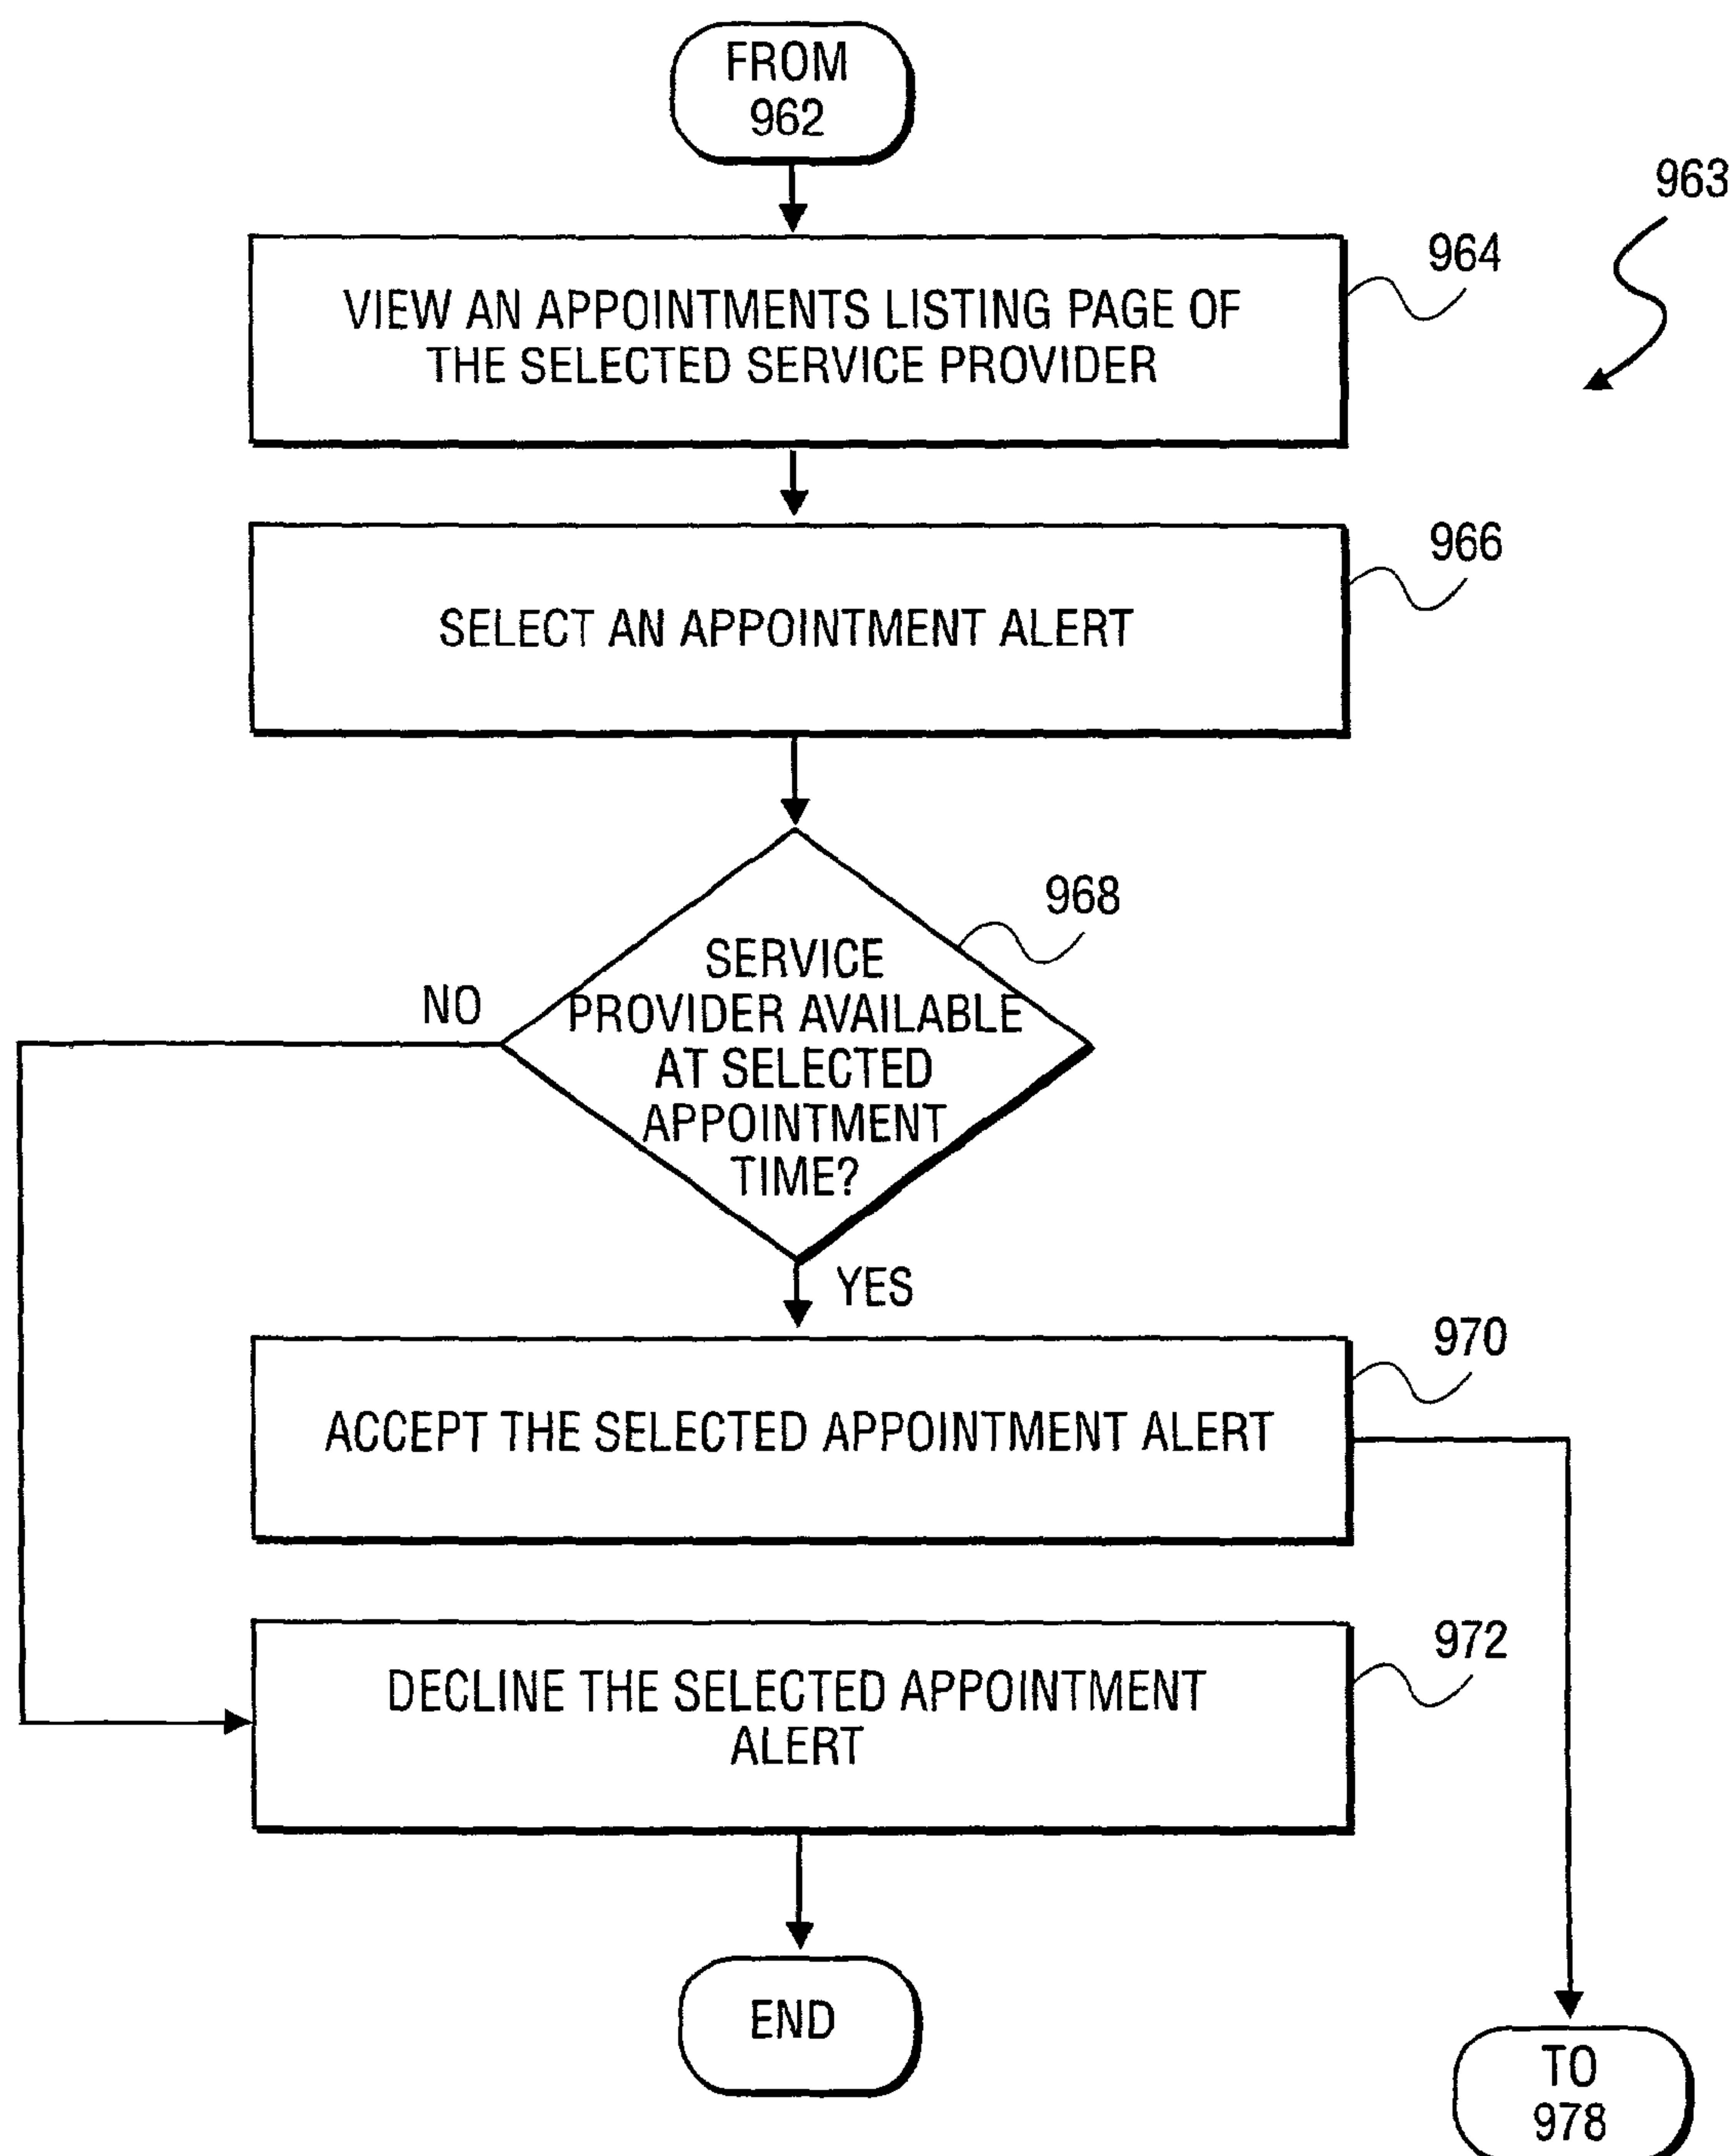 FROM
962
963
964
VIEW AN APPOINTMENTS LISTING PAGE OF
THE SELECTED SERVICE PROVIDER
966
SELECT AN APPOINTMENT ALERT
968
SERVICE
PROVIDER AVAILABLE
AT SELECTED
APPOINTMENT
TIME?
NO
YES
970
ACCEPT THE SELECTED APPOINTMENT ALERT
972
DECLINE THE SELECTED APPOINTMENT
ALERT
END
TO
978